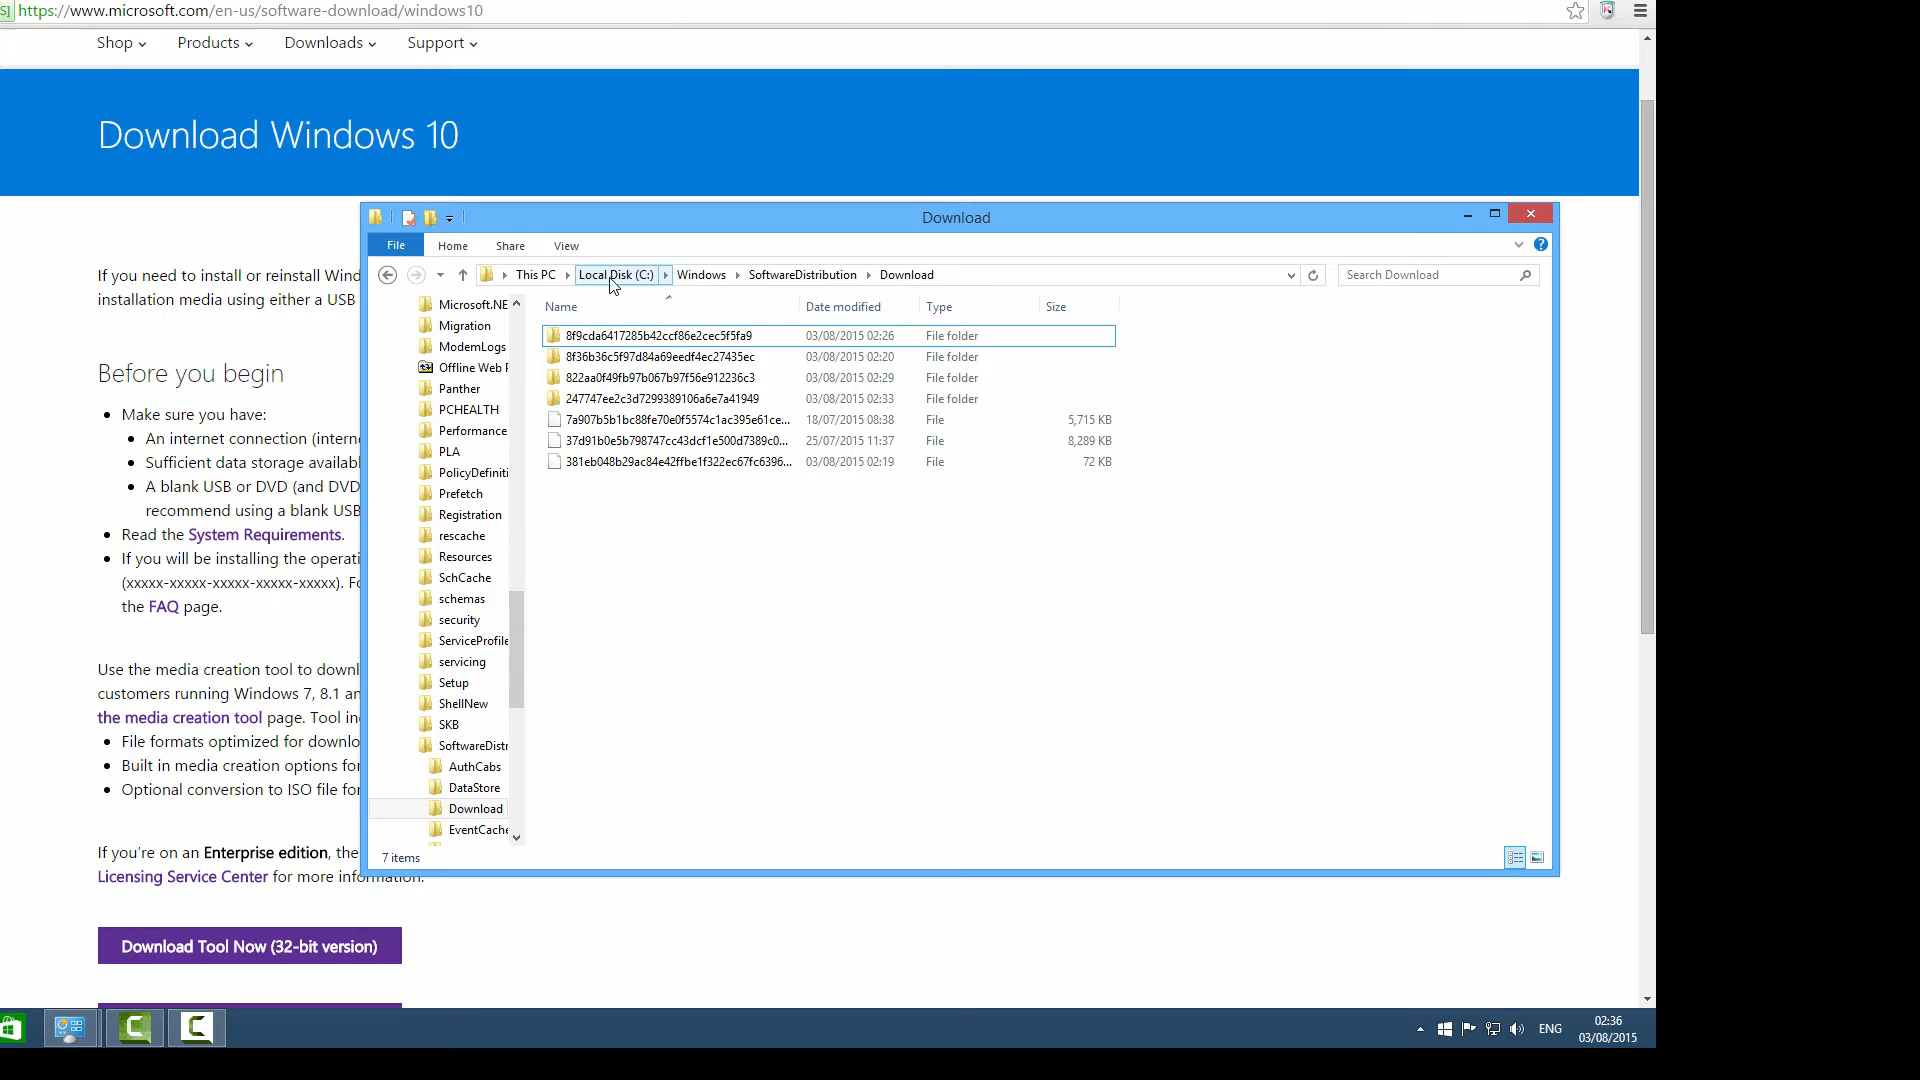 https://www.microsoft.com/en-us/software-download/windows10
Shop Products Downloads Support
Download Windows 10
If you need to install or reinstall Wind
installation media using either a USB
Before you begin
Make sure you have:
An internet connection (intern
Sufficient data storage availabl
A blank USB or DVD (and DVD
recommend using a blank USB
Read the System Requirements.
If you will be installing the operati
(xxxxx-xxxxx-xxxxx-xxxxx-xxxxx). Fo
the FAQ page.
Use the media creation tool to downl
customers running Windows 7, 8.1 an
the media creation tool page. Tool in
File formats optimized for downlo
Built in media creation options for
Optional conversion to ISO file for
If you're on an Enterprise edition, the
Licensing Service Center for more information.
Download Tool Now (32-bit version)
Download
File Home Share View
This PC Local Disk (C:) Windows SoftwareDistribution Download
Search Download
Microsoft.NE
Migration
ModemLogs
Offline Web P
Panther
PCHEALTH
Performance
PLA
PolicyDefiniti
Prefetch
Registration
rescache
Resources
SchCache
schemas
security
ServiceProfile
servicing
Setup
ShellNew
SKB
SoftwareDistr
AuthCabs
DataStore
Download
EventCache
Name Date modified Type Size
8f9cda6417285b42ccf86e2cec5f5fa9 03/08/2015 02:26 File folder
8f36b36c5f97d84a69eedf4ec27435ec 03/08/2015 02:20 File folder
822aa0f49fb97b067b97f56e912236c3 03/08/2015 02:29 File folder
247747ee2c3d7299389106a6e7a41949 03/08/2015 02:33 File folder
7a907b5b1bc88fe70e0f5574c1ac395e61ce... 18/07/2015 08:38 File 5,715 KB
37d91b0e5b798747cc43dcf1e500d7389c0... 25/07/2015 11:37 File 8,289 KB
381eb048b29ac84e42ffbe1f322ec67fc6396... 03/08/2015 02:19 File 72 KB
7 items
ENG
02:36
03/08/2015